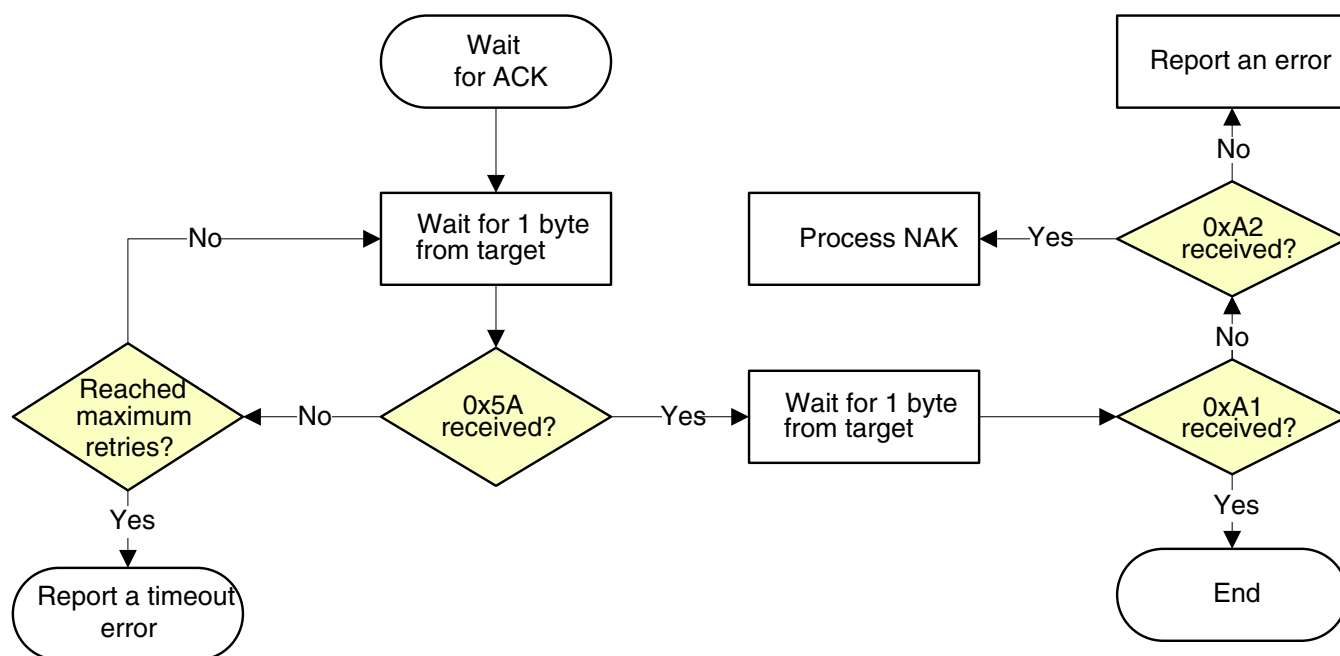 Wait
for ACK
Report an error
No
No
Wait for 1 byte
from target
Process NAK
Yes
0xA2
received?
No
Reached
maximum
retries?
No
0x5A
received?
Yes
Wait for 1 byte
from target
0xA1
received?
Yes
Yes
Report a timeout
error
End